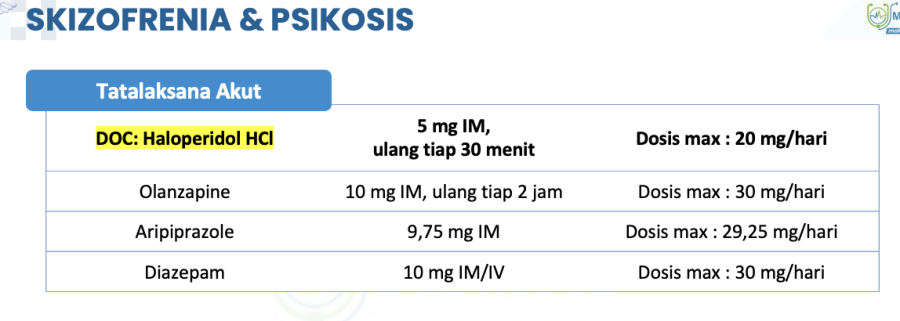 SKIZOFRENIA & PSIKOSIS
Tatalaksana Akut
DOC: Haloperidol HCl
5 mg IM,
ulang tiap 30 menit
Dosis max : 20 mg/hari
Olanzapine
10 mg IM, ulang tiap 2 jam
Dosis max : 30 mg/hari
Aripiprazole
9,75 mg IM
Dosis max : 29,25 mg/hari
Diazepam
10 mg IM/IV
Dosis max : 30 mg/hari